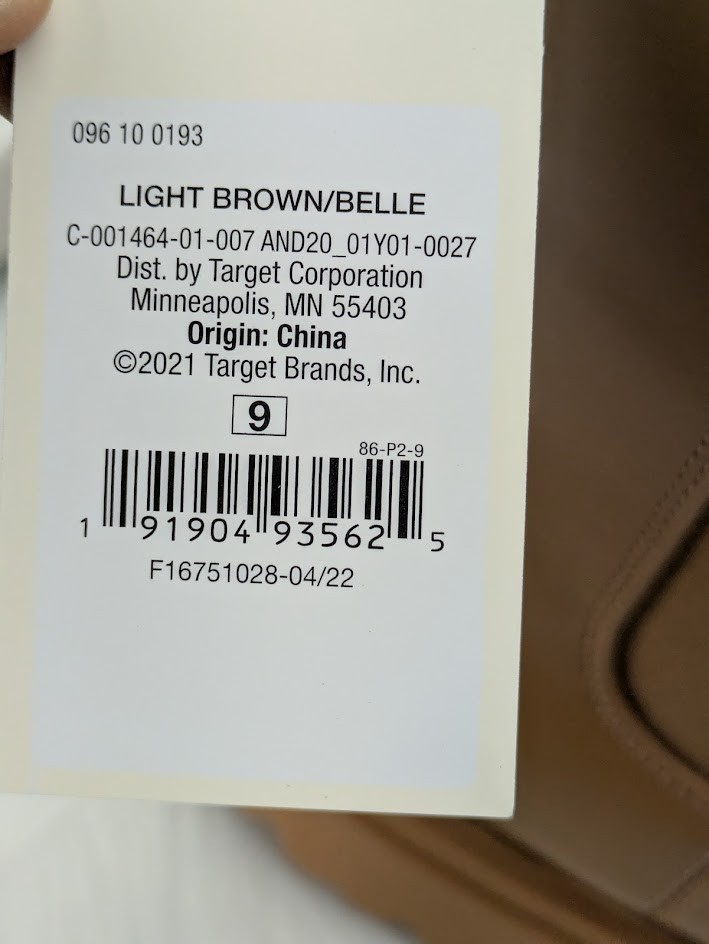 096 10 0193
LIGHT BROWN/BELLE
C-001464-01-007 AND20_01Y01-0027
Dist. by Target Corporation
Minneapolis, MN 55403
Origin: China
©2021 Target Brands, Inc.
9
86-P2-9
1 91904 93562 5
F16751028-04/22